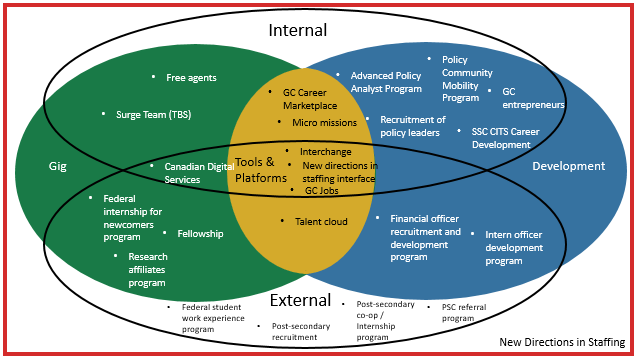 Internal
• Free agents
• Surge Team (TBS)
• GC Career
Marketplace
• Micro missions
• Advanced Policy
Analyst Program
• Policy
Community
Mobility
Program
• GC
entrepreneurs
• Recruitment of
policy leaders
• SSC CITS Career
Development
Gig
• Canadian Digital
Services
Tools &
Platforms
• Interchange
• New directions in
staffing interface
• GC Jobs
Development
• Federal
internship for
newcomers
program
• Fellowship
• Research
affiliates
program
• Talent cloud
• Financial officer
recruitment and
development
program
• Intern officer
development
program
External
• Federal student
work experience
program
• Post-secondary
recruitment
• Post-secondary
co-op /
Internship
program
• PSC referral
program
New Directions in Staffing